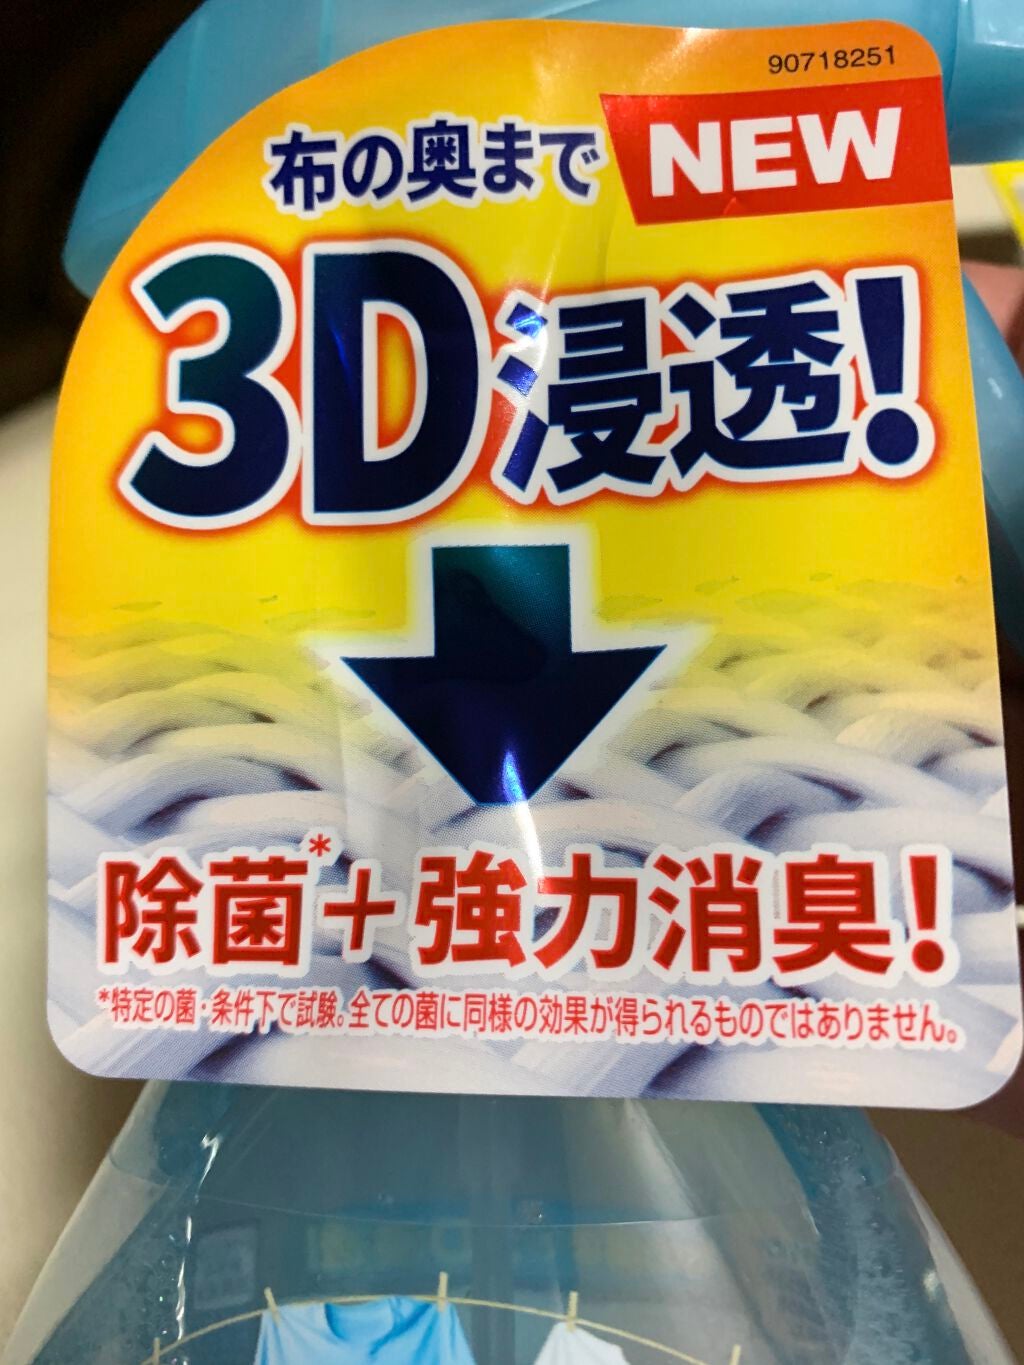 90718251
布の奥まで NEW
3D浸透!
除菌*+強力消臭!
*特定の菌・条件下で試験。全ての菌に同様の効果が得られるものではありません。